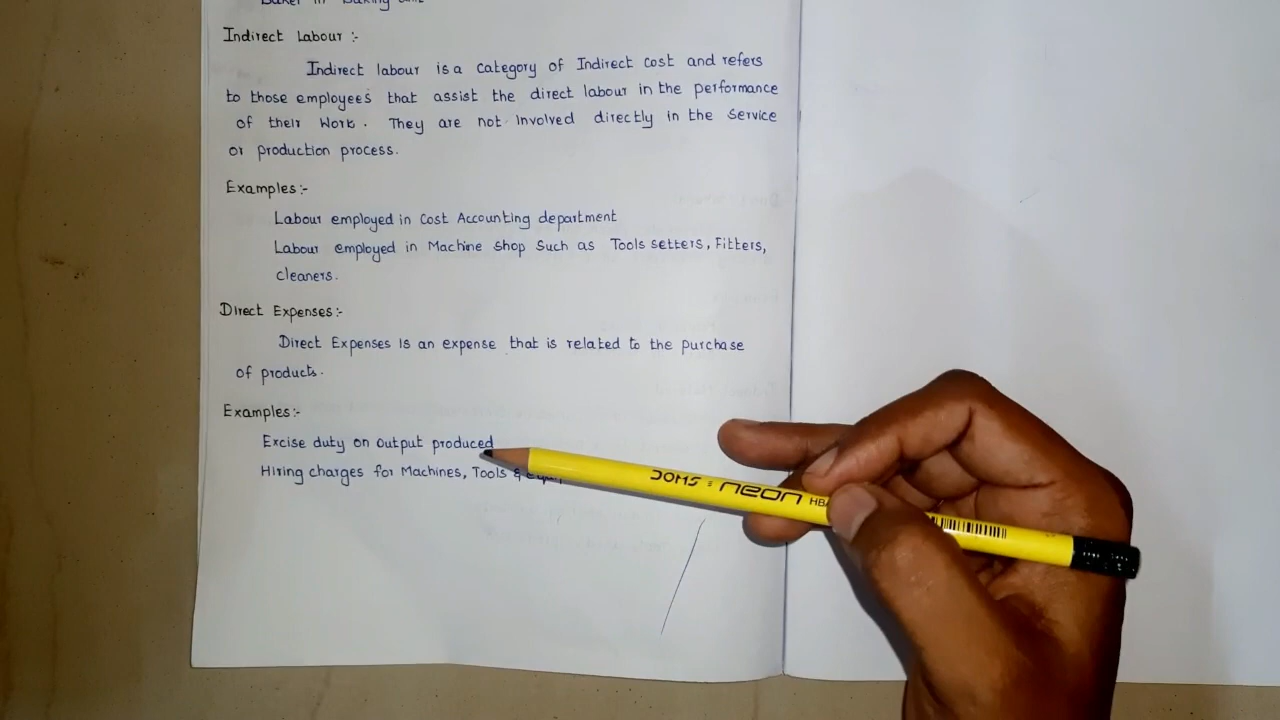 Baker in Baking
Indirect Labour :-
Indirect labour is a category of Indirect cost and refers
to those employees that assist the direct labour in the performance
of their Work. They are not Involved directly in the Service
or production process.
Examples :-
Labour employed in Cost Accounting department
Labour employed in Machine shop such as Tools setters, Fitters,
cleaners.
Direct Expenses :-
Direct Expenses is an expense that is related to the purchase
of products.
Examples :-
Excise duty on output produced
Hiring charges for Machines, Tools &
DOMS neon HB